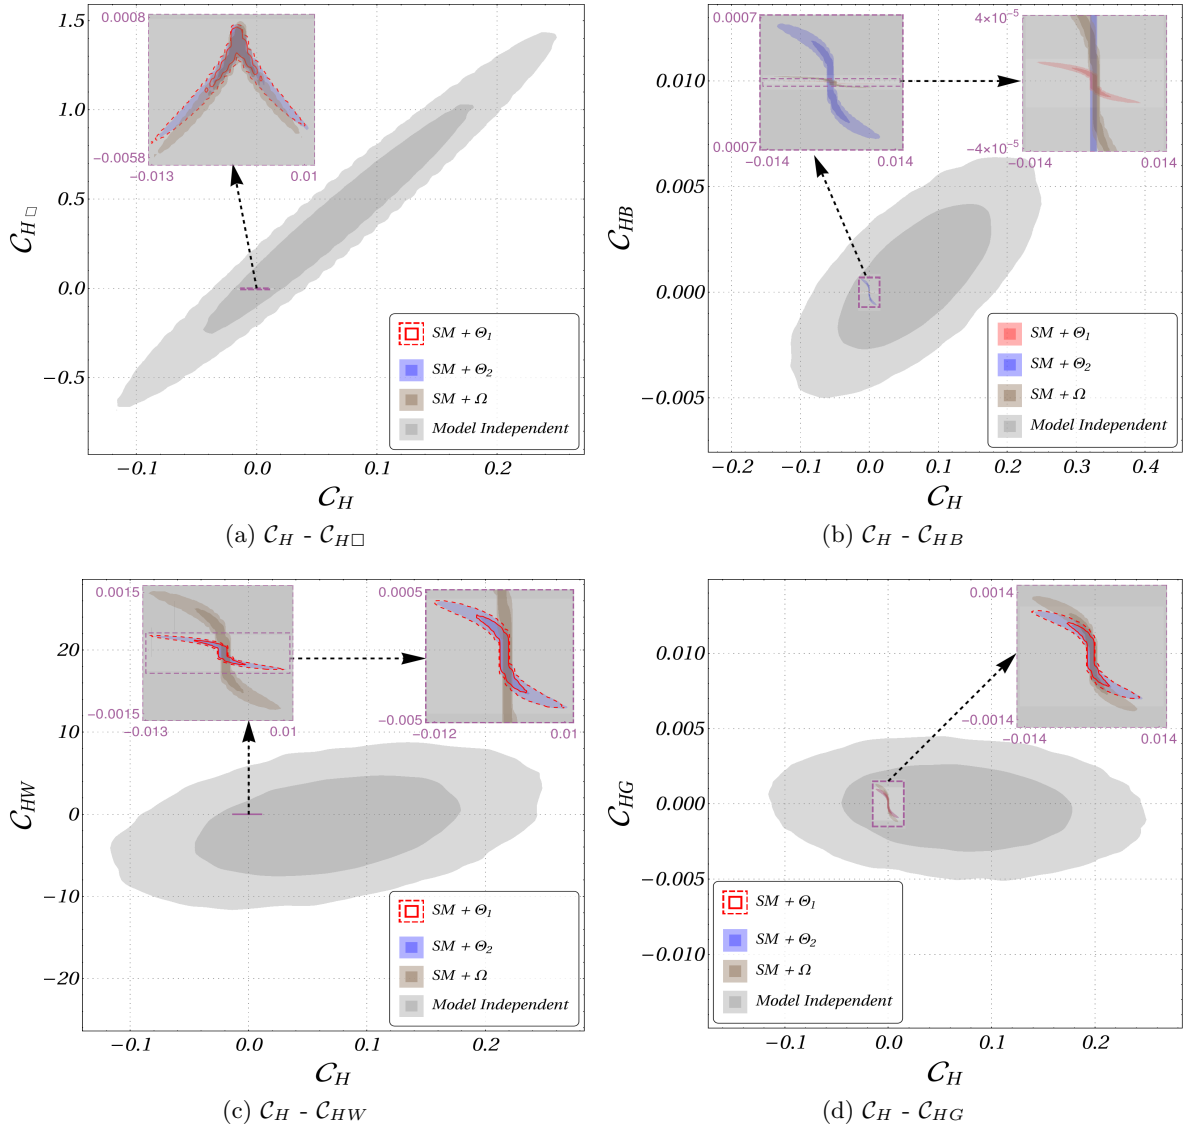 1.5
1.0
0.5
0.0
−0.5
C_H□
0.0008
−0.0058
−0.013
0.01
SM + Θ₁
SM + Θ₂
SM + Ω
Model Independent
−0.1
0.0
0.1
0.2
C_H
(a) C_H - C_H□
0.010
0.005
0.000
−0.005
C_HB
0.0007
0.0007
−0.014
0.014
4×10⁻⁵
−4×10⁻⁵
−0.014
0.014
SM + Θ₁
SM + Θ₂
SM + Ω
Model Independent
−0.2
−0.1
0.0
0.1
0.2
0.3
0.4
C_H
(b) C_H - C_HB
20
10
0
−10
−20
C_HW
0.0015
−0.0015
−0.013
0.01
0.0005
−0.005
−0.012
0.01
SM + Θ₁
SM + Θ₂
SM + Ω
Model Independent
−0.1
0.0
0.1
0.2
C_H
(c) C_H - C_HW
0.010
0.005
0.000
−0.005
−0.010
C_HG
0.0014
−0.0014
−0.014
0.014
SM + Θ₁
SM + Θ₂
SM + Ω
Model Independent
−0.1
0.0
0.1
0.2
C_H
(d) C_H - C_HG